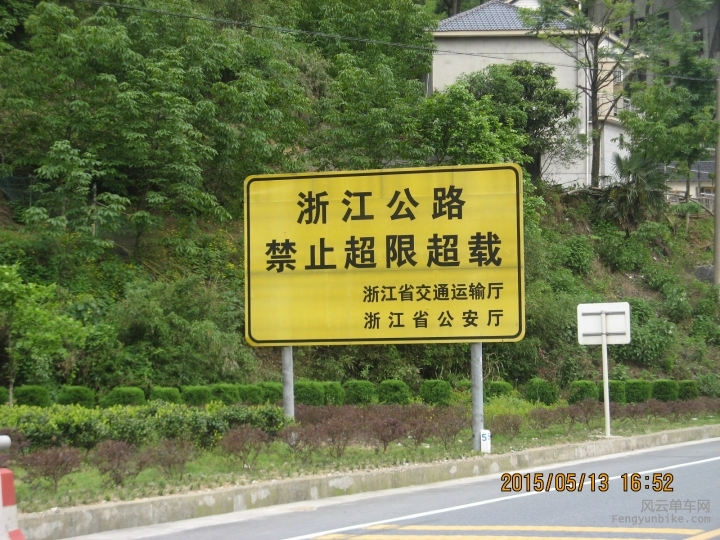 浙江公路
禁止超限超载
浙江省交通运输厅
浙江省公安厅
5
2015/05/13 16:52
风云单车网
Fengyunbike.com